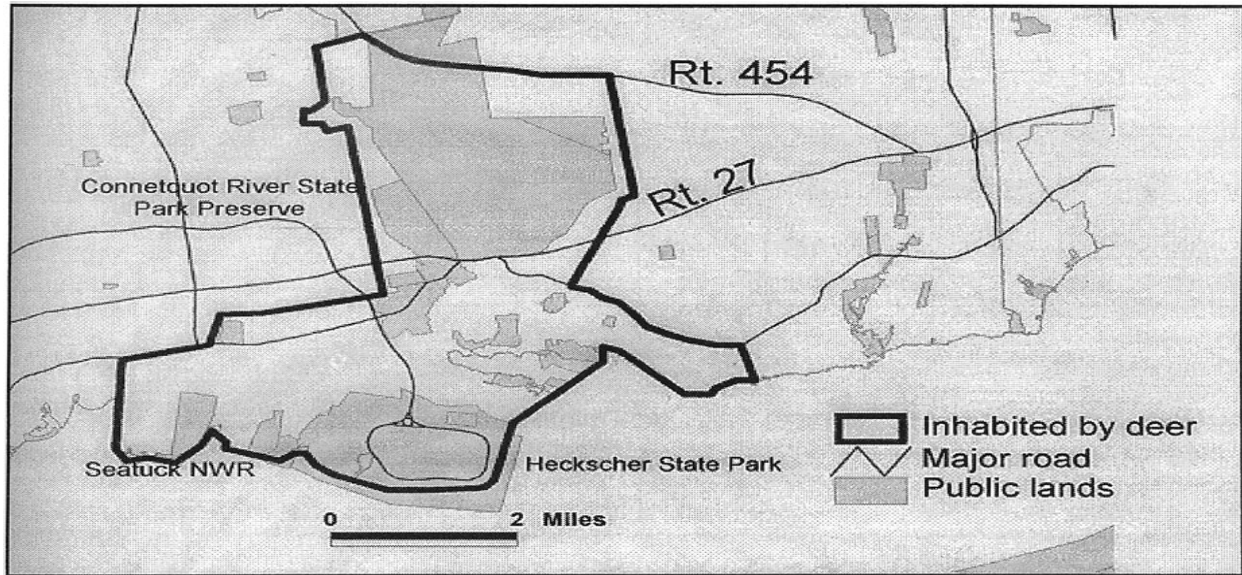 Rt. 454
Rt. 27
Connetquot River State
Park Preserve
Seatuck NWR
Heckscher State Park
Inhabited by deer
Major road
Public lands
0 2 Miles